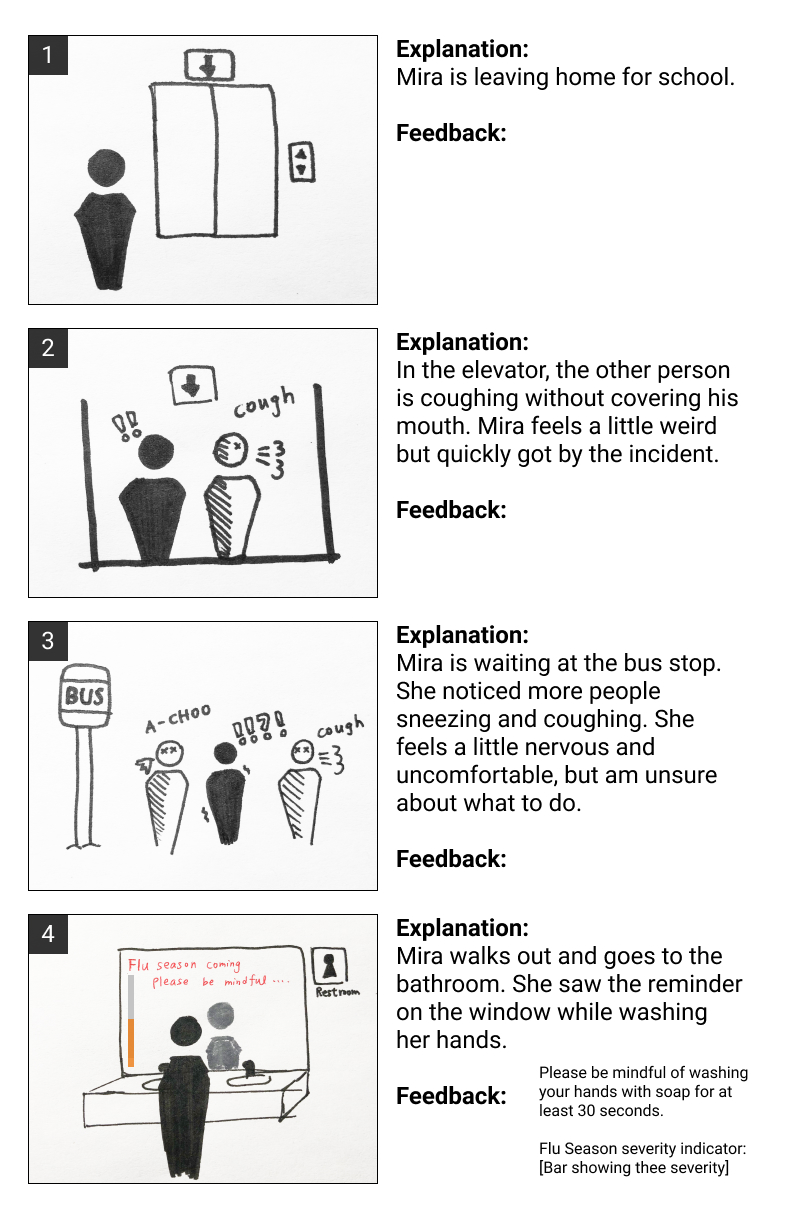 1
Explanation:
Mira is leaving home for school.
Feedback:
2
cough
!!
Explanation:
In the elevator, the other person
is coughing without covering his
mouth. Mira feels a little weird
but quickly got by the incident.
Feedback:
3
BUS
A-CHOO
!!?!
cough
Explanation:
Mira is waiting at the bus stop.
She noticed more people
sneezing and coughing. She
feels a little nervous and
uncomfortable, but am unsure
about what to do.
Feedback:
4
Flu season coming
please be mindful ....
Restroom
Explanation:
Mira walks out and goes to the
bathroom. She saw the reminder
on the window while washing
her hands.
Feedback:
Please be mindful of washing
your hands with soap for at
least 30 seconds.
Flu Season severity indicator:
[Bar showing thee severity]